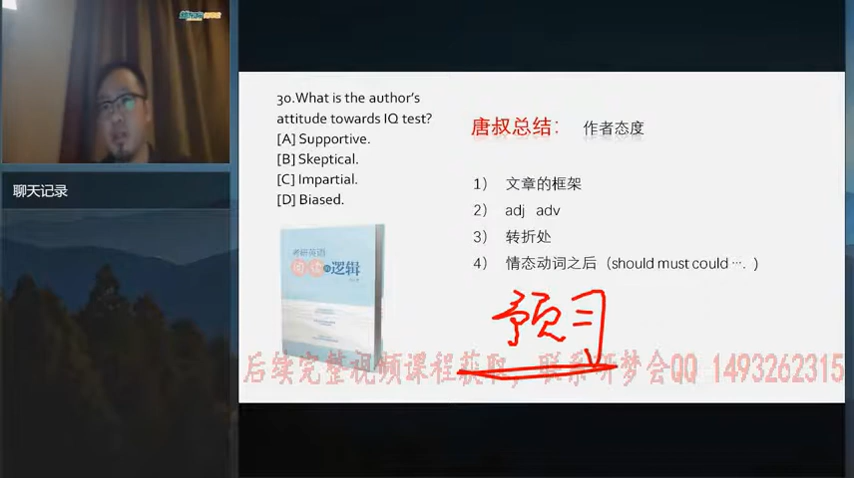 聊天记录
30.What is the author's
attitude towards IQ test?
[A] Supportive.
[B] Skeptical.
[C] Impartial.
[D] Biased.
唐叔总结： 作者态度
1） 文章的框架
2） adj adv
3） 转折处
4） 情态动词之后（should must could …. )
考研英语
阅读的逻辑
预习
后续完整视频课程获取，联系研梦会QQ 1493262315